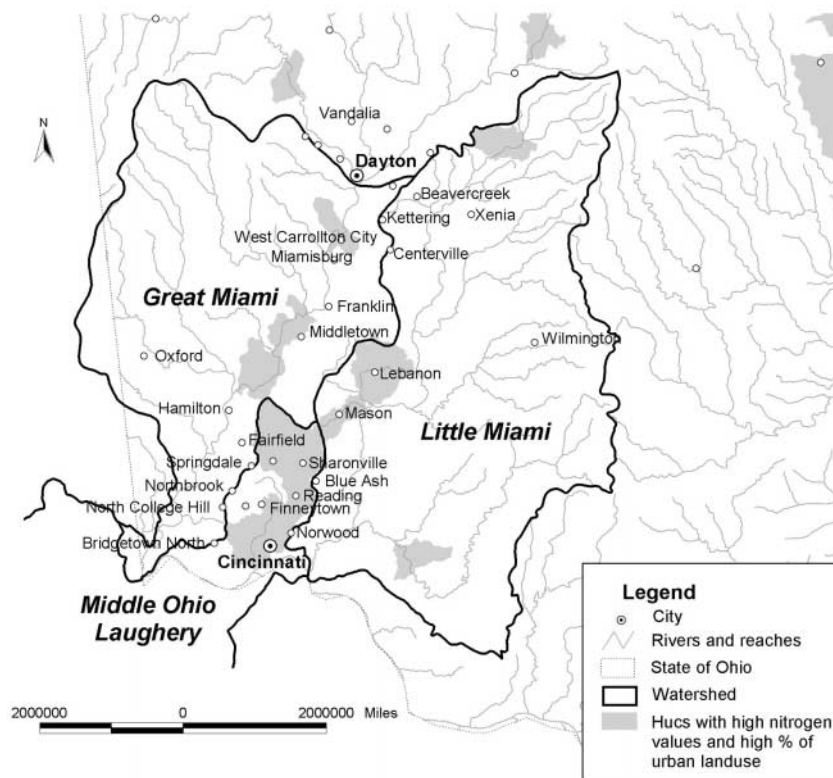 N
Vandalia
Dayton
Beavercreek
Kettering
Xenia
West Carrollton City
Miamisburg
Centerville
Great Miami
Franklin
Middletown
Oxford
Wilmington
Lebanon
Hamilton
Mason
Little Miami
Fairfield
Springdale
Sharonville
Northbrook
Blue Ash
Reading
North College Hill
Finneytown
Norwood
Bridgetown North
Cincinnati
Middle Ohio
Laughery
2000000 0 2000000 Miles
Legend
City
Rivers and reaches
State of Ohio
Watershed
Hucs with high nitrogen
values and high % of
urban landuse